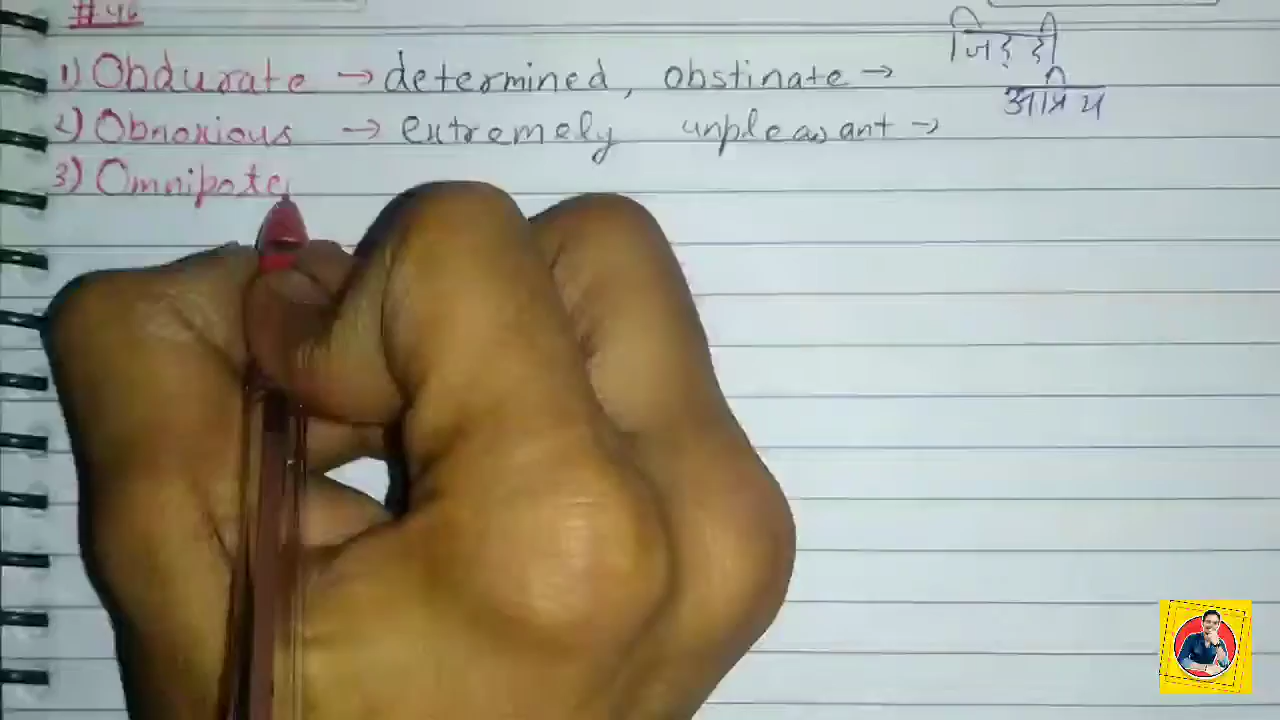 #46
1) Obdurate → determined, obstinate → जिद्दी
2) Obnoxious → extremely unpleasant → अप्रिय
3) Omnipote